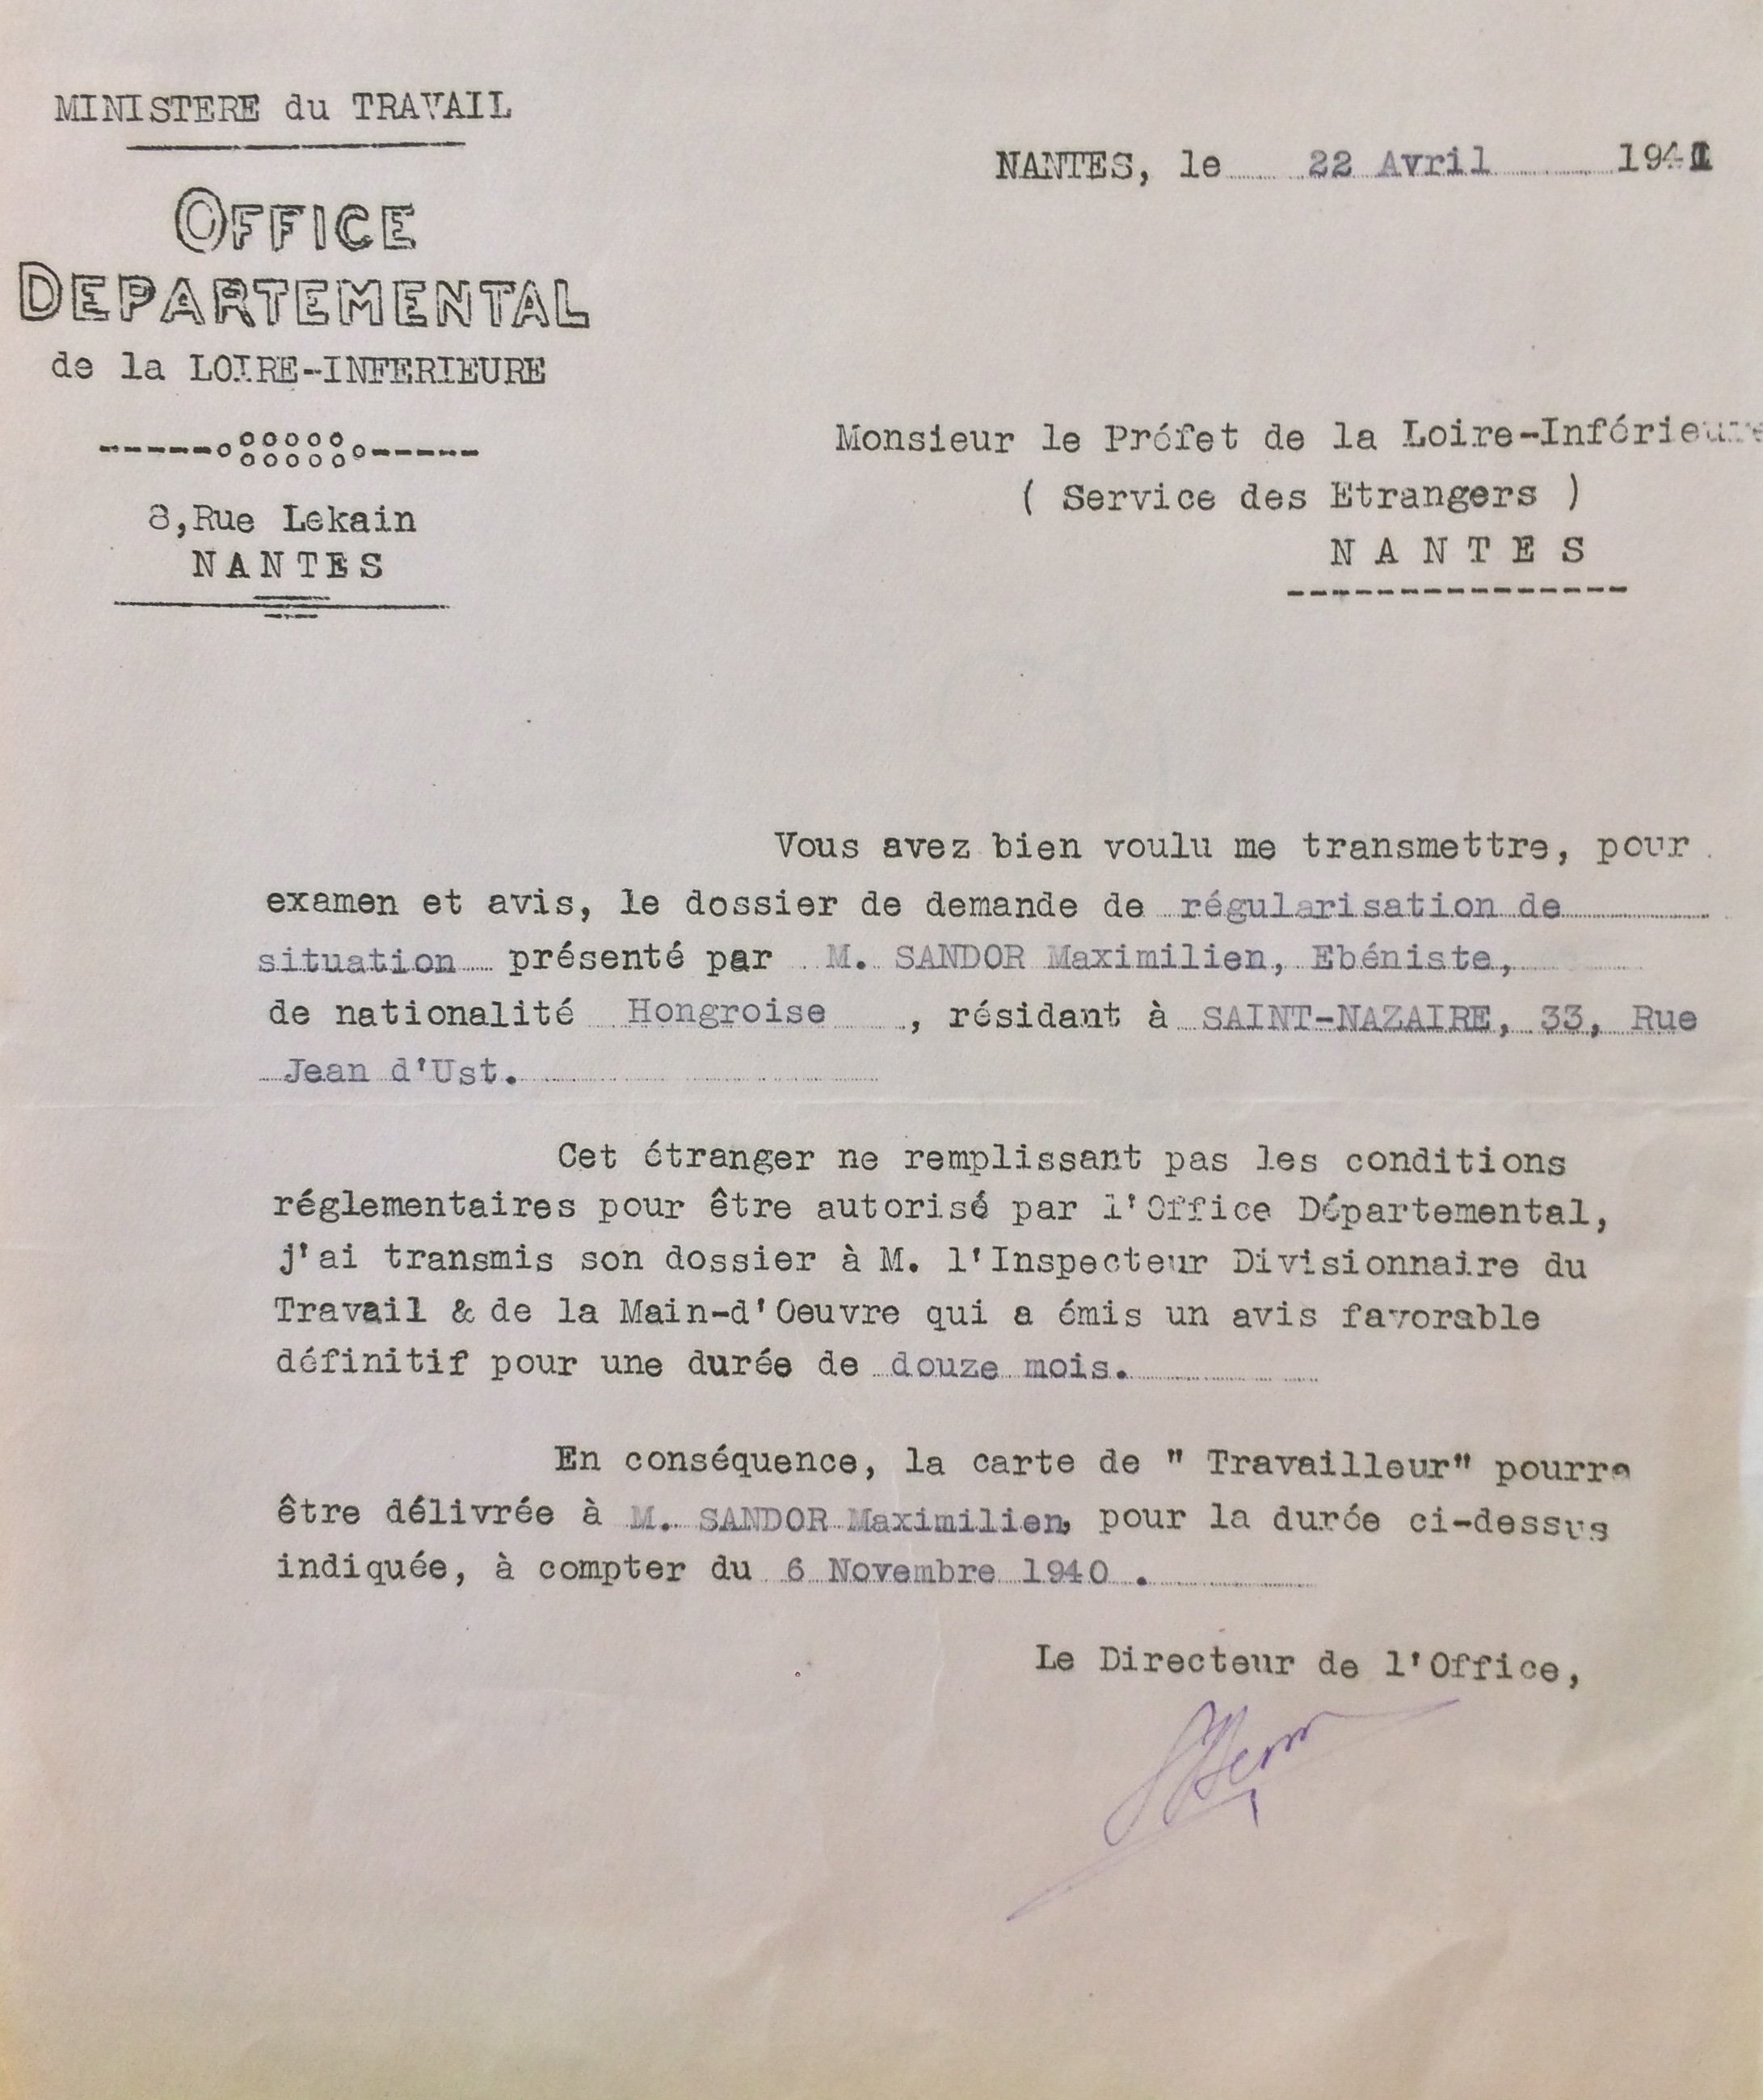 MINISTERE du TRAVAIL
NANTES, le 22 Avril 1941
OFFICE
DEPARTEMENTAL
de la LOIRE-INFERIEURE
Monsieur le Préfet de la Loire-Inférieure
( Service des Etrangers )
NANTES
8,Rue Lekain
NANTES
Vous avez bien voulu me transmettre, pour
examen et avis, le dossier de demande de régularisation de
situation présenté par M. SANDOR Maximilien, Ebéniste,
de nationalité Hongroise , résidant à SAINT-NAZAIRE, 33, Rue
Jean d'Ust.
Cet étranger ne remplissant pas les conditions
réglementaires pour être autorisé par l'Office Départemental,
j'ai transmis son dossier à M. l'Inspecteur Divisionnaire du
Travail & de la Main-d'Oeuvre qui a émis un avis favorable
définitif pour une durée de douze mois.
En conséquence, la carte de " Travailleur" pourra
être délivrée à M. SANDOR Maximilien, pour la durée ci-dessus
indiquée, à compter du 6 Novembre 1940 .
Le Directeur de l'Office,